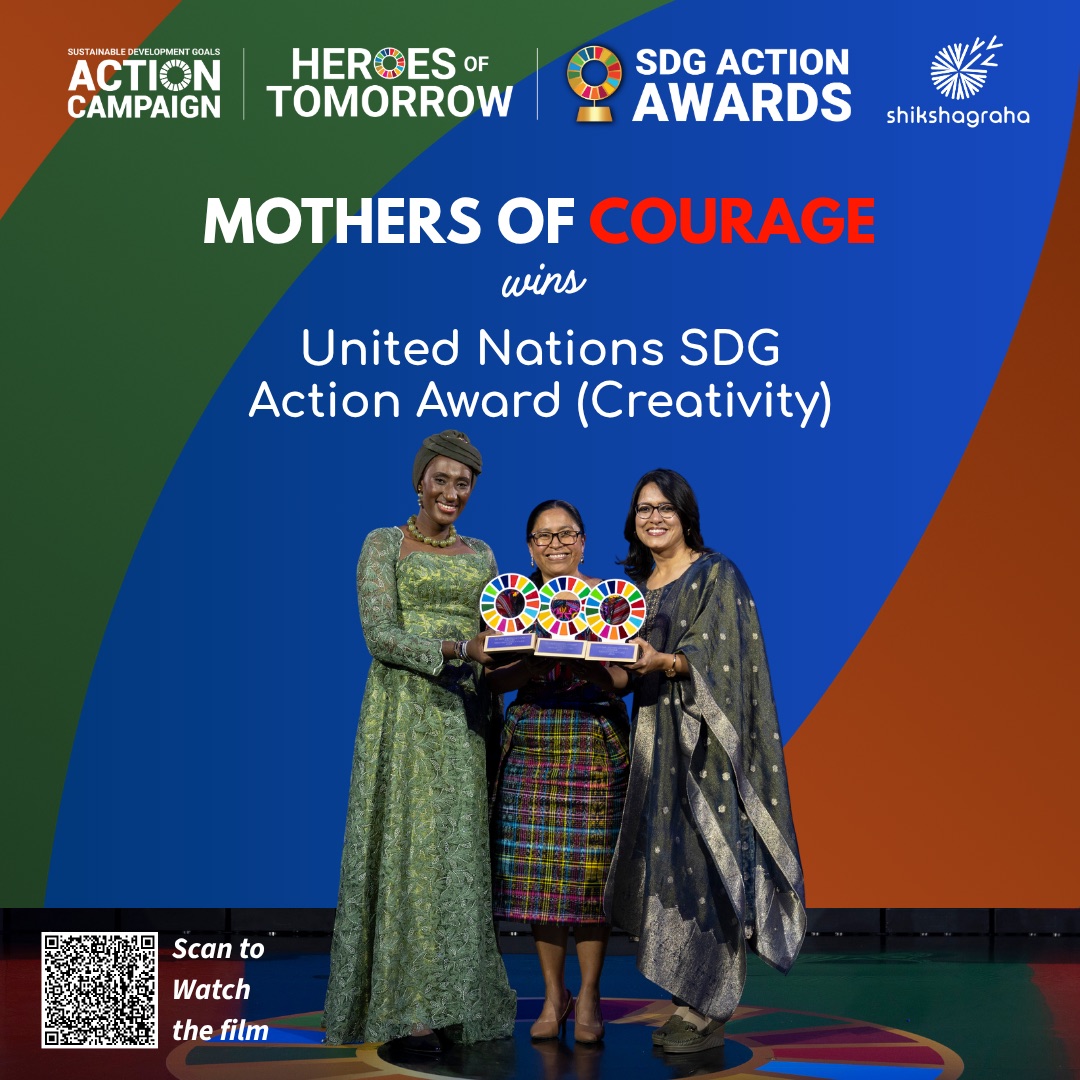 SUSTAINABLE DEVELOPMENT GOALS
ACTION
CAMPAIGN
HEROES OF
TOMORROW
SDG ACTION
AWARDS
shikshagraha
MOTHERS OF COURAGE
wins
United Nations SDG
Action Award (Creativity)
Scan to
Watch
the film